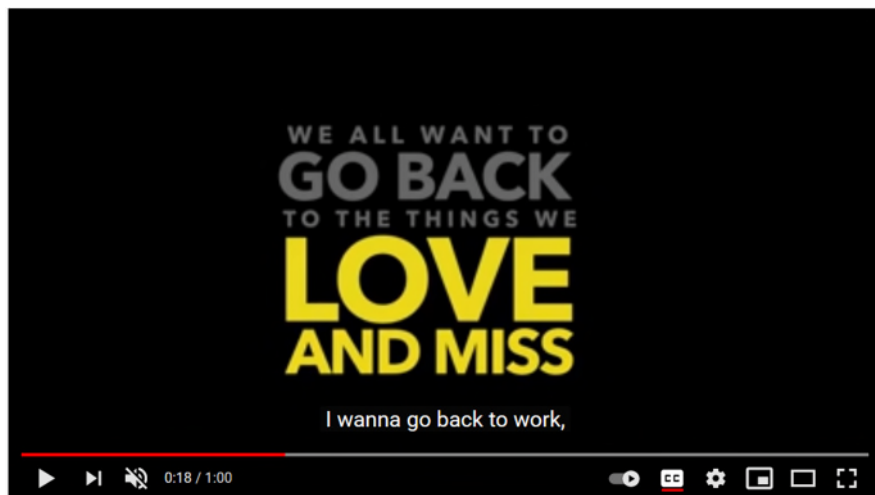 WE ALL WANT TO
GO BACK
TO THE THINGS WE
LOVE
AND MISS
I wanna go back to work,
0:18 / 1:00
CC